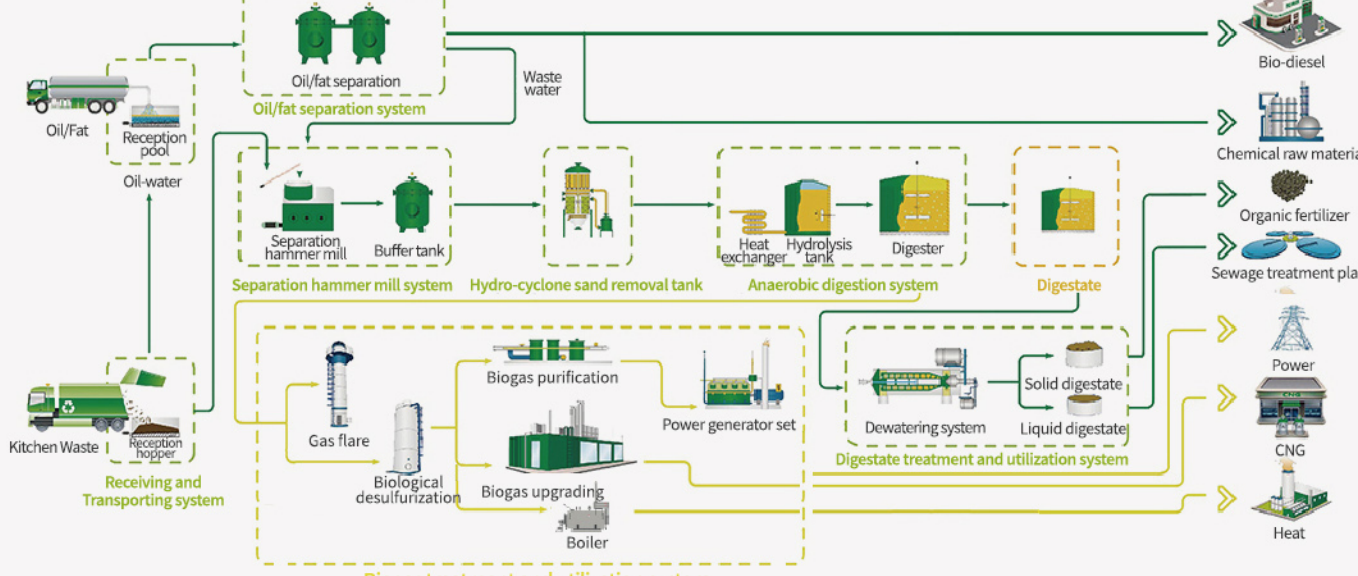 Oil/fat separation
Oil/fat separation system
Waste
water
Bio-diesel
Oil/Fat
Reception
pool
Oil-water
Chemical raw materia
Separation
hammer mill
Buffer tank
Separation hammer mill system
Hydro-cyclone sand removal tank
Heat
exchanger
Hydrolysis
tank
Digester
Anaerobic digestion system
Digestate
Organic fertilizer
Sewage treatment pla
Kitchen Waste
Reception
hopper
Receiving and
Transporting system
Gas flare
Biological
desulfurization
Biogas purification
Power generator set
Biogas upgrading
Boiler
Dewatering system
Solid digestate
Liquid digestate
Digestate treatment and utilization system
Power
CNG
CNG
Heat